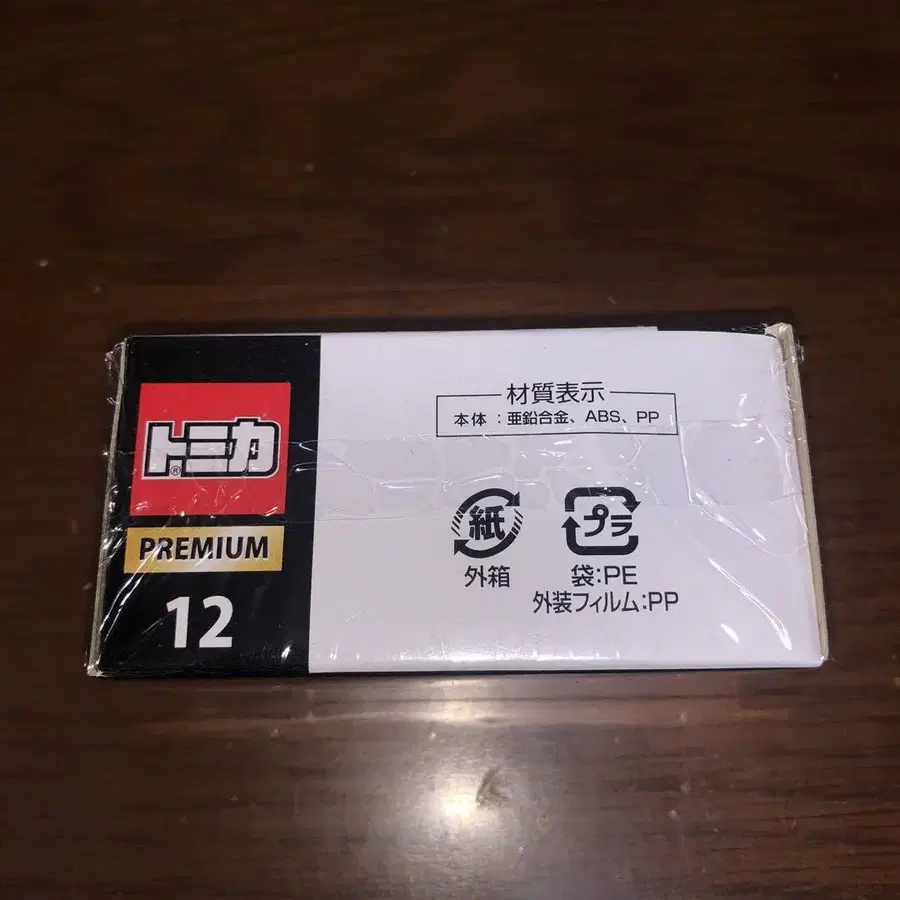 トミカ®
PREMIUM
12
材質表示
本体 : 亜鉛合金、ABS、PP
紙
外箱
プラ
袋:PE
外装フィルム:PP